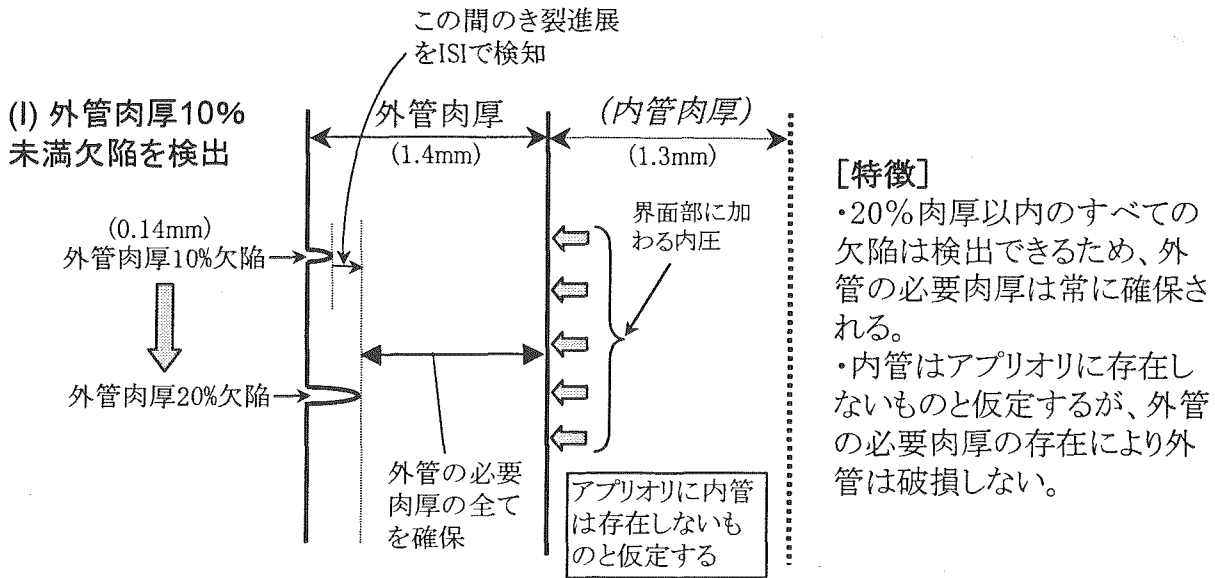 この間のき裂進展
をISIで検知
(I) 外管肉厚10%
未満欠陥を検出
外管肉厚
(1.4mm)
(内管肉厚)
(1.3mm)
(0.14mm)
外管肉厚10%欠陥
外管肉厚20%欠陥
界面部に加
わる内圧
外管の必要
肉厚の全て
を確保
アプリオリに内管
は存在しないも
のと仮定する
[特徴]
・20%肉厚以内のすべての
欠陥は検出できるため、外
管の必要肉厚は常に確保さ
れる。
・内管はアプリオリに存在し
ないものと仮定するが、外管
の必要肉厚の存在により外
管は破損しない。